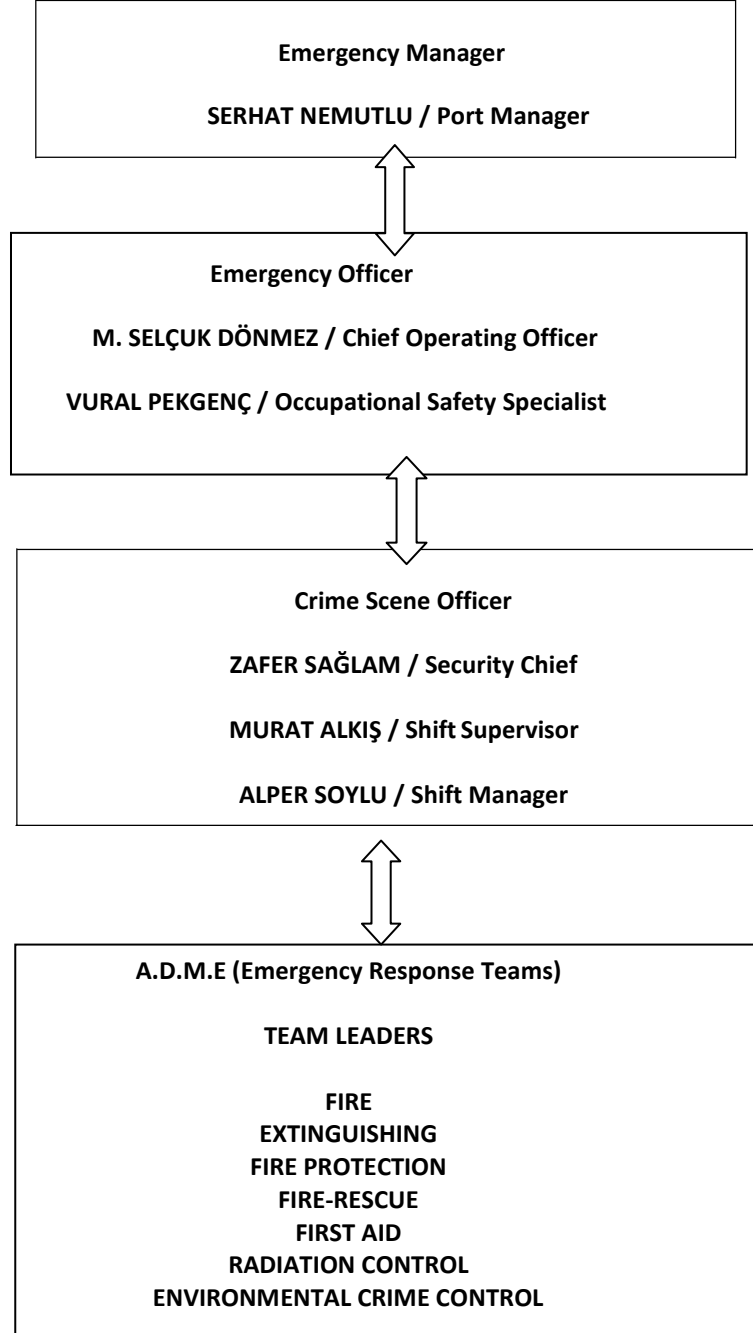 Emergency Manager
SERHAT NEMUTLU / Port Manager
Emergency Officer
M. SELÇUK DÖNMEZ / Chief Operating Officer
VURAL PEKGENÇ / Occupational Safety Specialist
Crime Scene Officer
ZAFER SAĞLAM / Security Chief
MURAT ALKIŞ / Shift Supervisor
ALPER SOYLU / Shift Manager
A.D.M.E (Emergency Response Teams)
TEAM LEADERS
FIRE
EXTINGUISHING
FIRE PROTECTION
FIRE-RESCUE
FIRST AID
RADIATION CONTROL
ENVIRONMENTAL CRIME CONTROL